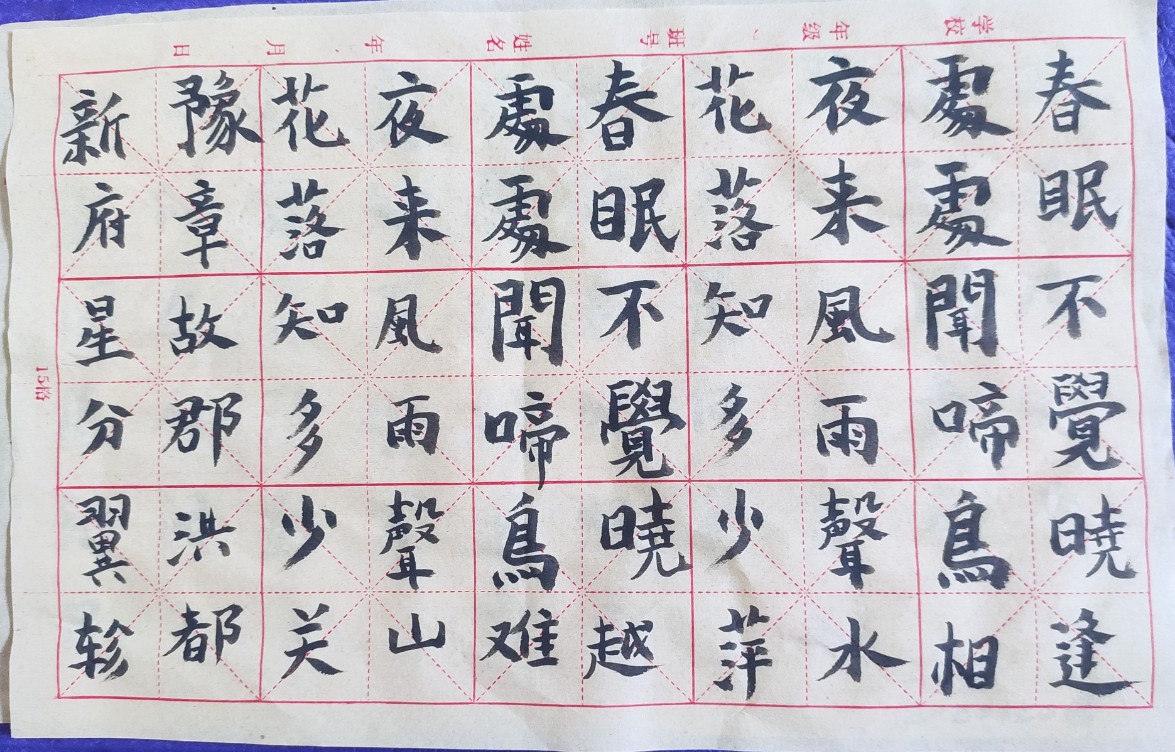 学校 年级 班号 姓名 年 月 日
春眠不覺曉逢
處處聞啼鳥相
夜来風雨聲水
花落知多少萍
春眠不覺曉越
處處聞啼鳥难
夜来風雨聲山
花落知多少关
豫章故郡洪都
新府星分翼轸
15格